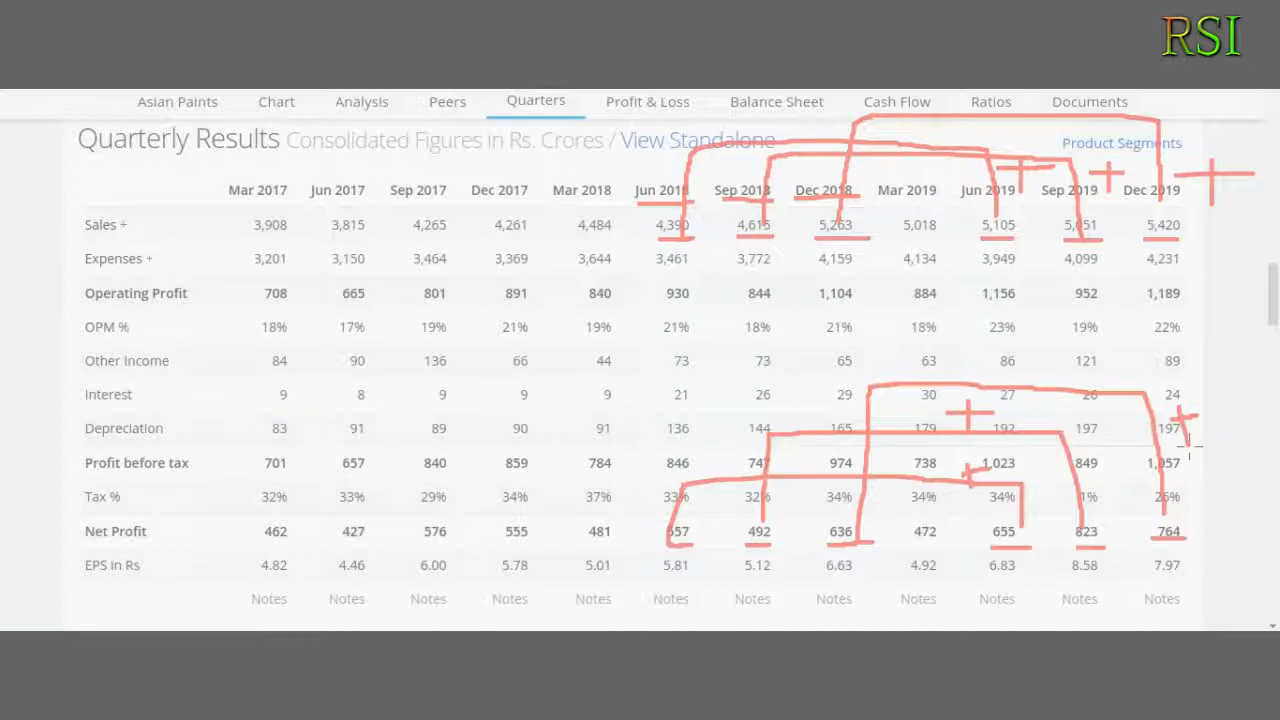 RSI
Asian Paints Chart Analysis Peers Quarters Profit & Loss Balance Sheet Cash Flow Ratios Documents
Quarterly Results Consolidated Figures in Rs. Crores / View Standalone
Product Segments
Mar 2017 Jun 2017 Sep 2017 Dec 2017 Mar 2018 Jun 2018 Sep 2018 Dec 2018 Mar 2019 Jun 2019 Sep 2019 Dec 2019
Sales + 3,908 3,815 4,265 4,261 4,484 4,390 4,615 5,263 5,018 5,105 5,051 5,420
Expenses + 3,201 3,150 3,464 3,369 3,644 3,461 3,772 4,159 4,134 3,949 4,099 4,231
Operating Profit 708 665 801 891 840 930 844 1,104 884 1,156 952 1,189
OPM % 18% 17% 19% 21% 19% 21% 18% 21% 18% 23% 19% 22%
Other Income 84 90 136 66 44 73 73 65 63 86 121 89
Interest 9 8 9 9 9 21 26 29 30 27 26 24
Depreciation 83 91 89 90 91 136 144 165 179 192 197 197
Profit before tax 701 657 840 859 784 846 747 974 738 1,023 849 1,057
Tax % 32% 33% 29% 34% 37% 33% 32% 34% 34% 34% 1% 26%
Net Profit 462 427 576 555 481 557 492 636 472 655 823 764
EPS in Rs 4.82 4.46 6.00 5.78 5.01 5.81 5.12 6.63 4.92 6.83 8.58 7.97
Notes Notes Notes Notes Notes Notes Notes Notes Notes Notes Notes Notes